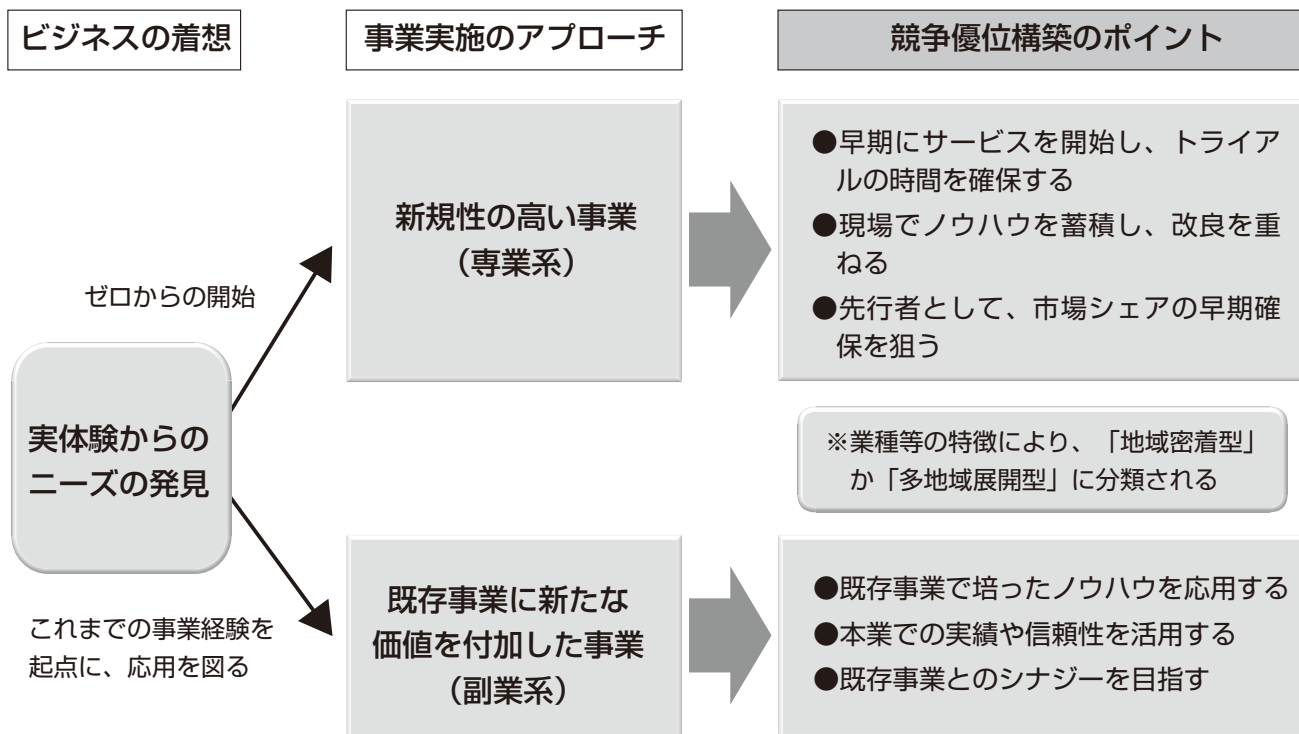 ビジネスの着想
事業実施のアプローチ
競争優位構築のポイント
ゼロからの開始
実体験からの
ニーズの発見
これまでの事業経験を
起点に、応用を図る
新規性の高い事業
（専業系）
●早期にサービスを開始し、トライア
ルの時間を確保する
●現場でノウハウを蓄積し、改良を重
ねる
●先行者として、市場シェアの早期確
保を狙う
※業種等の特徴により、「地域密着型」
か「多地域展開型」に分類される
既存事業に新たな
価値を付加した事業
（副業系）
●既存事業で培ったノウハウを応用する
●本業での実績や信頼性を活用する
●既存事業とのシナジーを目指す